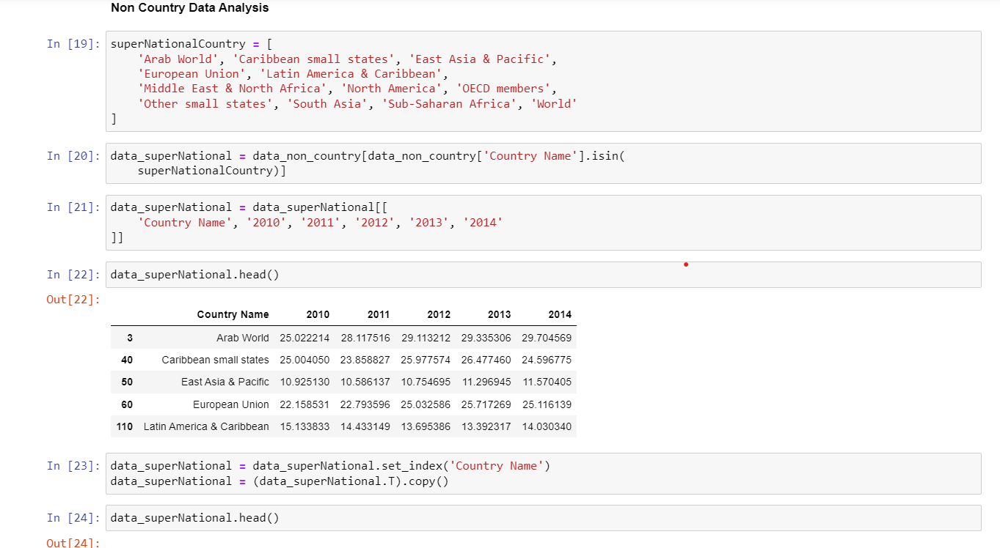 Non Country Data Analysis
In [19]: superNationalCountry = [
'Arab World', 'Caribbean small states', 'East Asia & Pacific',
'European Union', 'Latin America & Caribbean',
'Middle East & North Africa', 'North America', 'OECD members',
'Other small states', 'South Asia', 'Sub-Saharan Africa', 'World'
]
In [20]: data_superNational = data_non_country[data_non_country['Country Name'].isin(
superNationalCountry)]
In [21]: data_superNational = data_superNational[[
'Country Name', '2010', '2011', '2012', '2013', '2014'
]]
In [22]: data_superNational.head()
Out[22]:
Country Name 2010 2011 2012 2013 2014
3 Arab World 25.022214 28.117516 29.113212 29.335306 29.704569
40 Caribbean small states 25.004050 23.858827 25.977574 26.477460 24.596775
50 East Asia & Pacific 10.925130 10.586137 10.754695 11.296945 11.570405
60 European Union 22.158531 22.793596 25.032586 25.717269 25.116139
110 Latin America & Caribbean 15.133833 14.433149 13.695386 13.392317 14.030340
In [23]: data_superNational = data_superNational.set_index('Country Name')
data_superNational = (data_superNational.T).copy()
In [24]: data_superNational.head()
Out[24]: